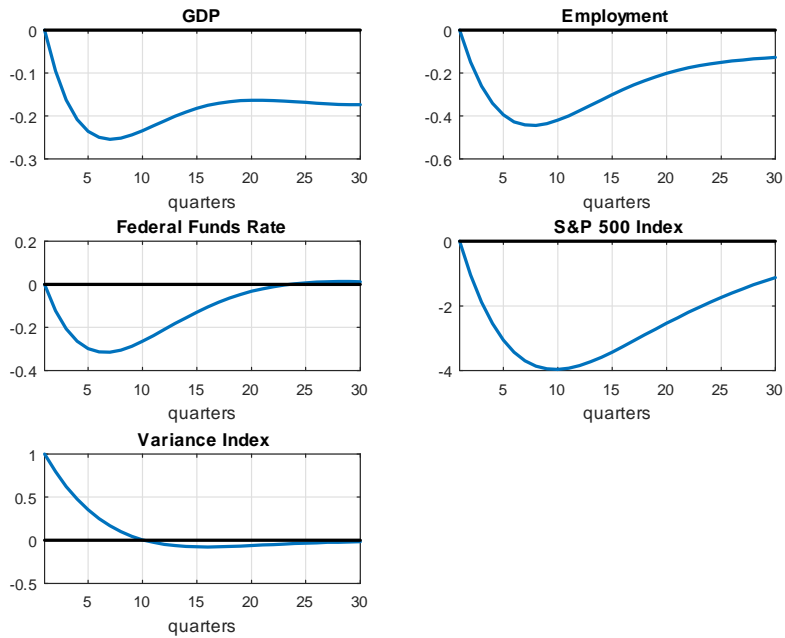 GDP
0
-0.1
-0.2
-0.3
5 10 15 20 25 30
quarters
Employment
0
-0.2
-0.4
-0.6
5 10 15 20 25 30
quarters
Federal Funds Rate
0.2
0
-0.2
-0.4
5 10 15 20 25 30
quarters
S&P 500 Index
0
-2
-4
5 10 15 20 25 30
quarters
Variance Index
1
0.5
0
-0.5
5 10 15 20 25 30
quarters